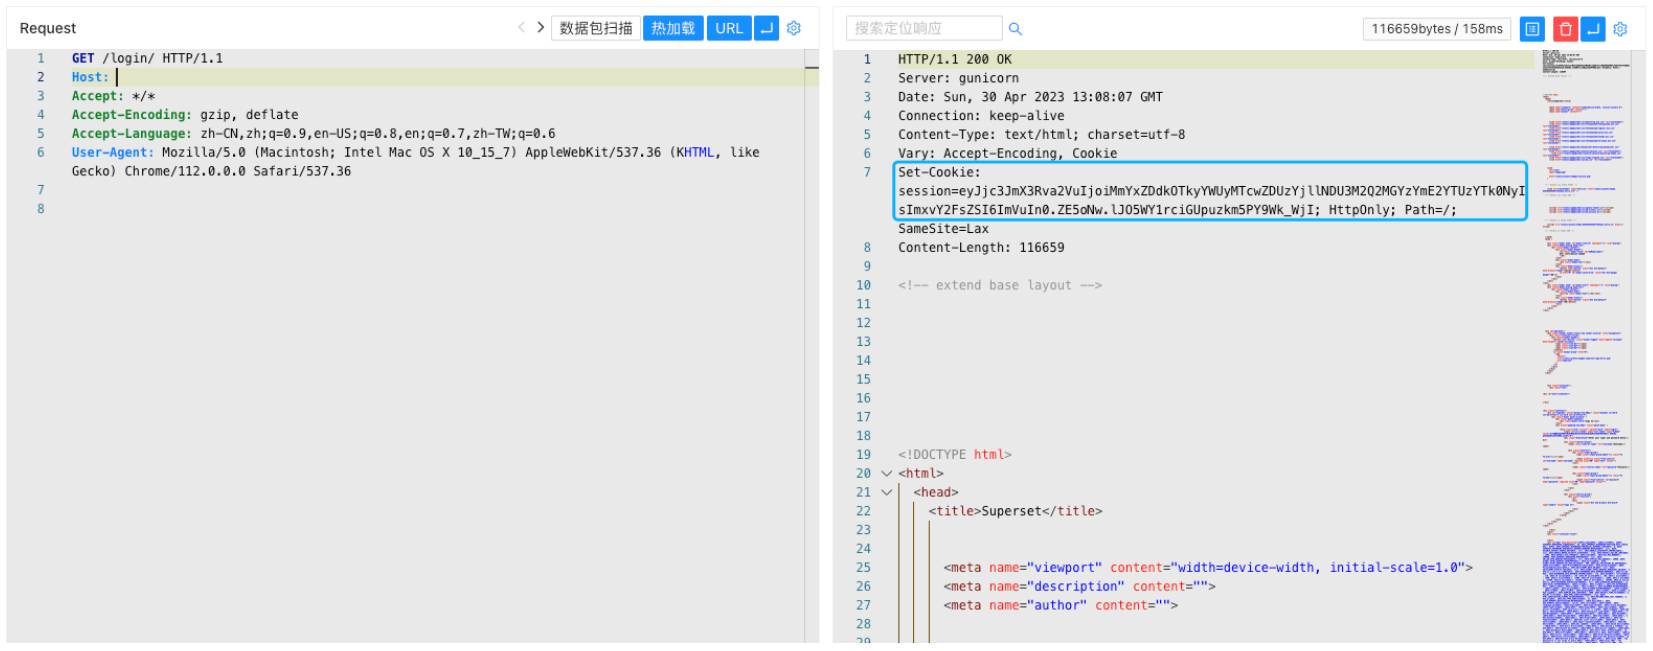 Request
数据包扫描
热加载
URL
1 GET /login/ HTTP/1.1
2 Host:
3 Accept: */*
4 Accept-Encoding: gzip, deflate
5 Accept-Language: zh-CN,zh;q=0.9,en-US;q=0.8,en;q=0.7,zh-TW;q=0.6
6 User-Agent: Mozilla/5.0 (Macintosh; Intel Mac OS X 10_15_7) AppleWebKit/537.36 (KHTML, like
Gecko) Chrome/112.0.0.0 Safari/537.36
7
8
搜索定位响应
116659bytes / 158ms
1 HTTP/1.1 200 OK
2 Server: gunicorn
3 Date: Sun, 30 Apr 2023 13:08:07 GMT
4 Connection: keep-alive
5 Content-Type: text/html; charset=utf-8
6 Vary: Accept-Encoding, Cookie
7 Set-Cookie:
session=eyJjc3JmX3Rva2VuIjoiMmYxZDdkOTkyYWUyMTcwZDUzYjllNDU3M2Q2MGYzYmE2YTUzYTk0NyI
sImxvY2FsZSI6ImVuIn0.ZE5oNw.lJO5WY1rciGUpuzkm5PY9Wk_WjI; HttpOnly; Path=/;
SameSite=Lax
8 Content-Length: 116659
9
10 <!-- extend base layout -->
11
12
13
14
15
16
17
18
19 <!DOCTYPE html>
20 <html>
21 <head>
22 <title>Superset</title>
23
24
25 <meta name="viewport" content="width=device-width, initial-scale=1.0">
26 <meta name="description" content="">
27 <meta name="author" content="">
28
29